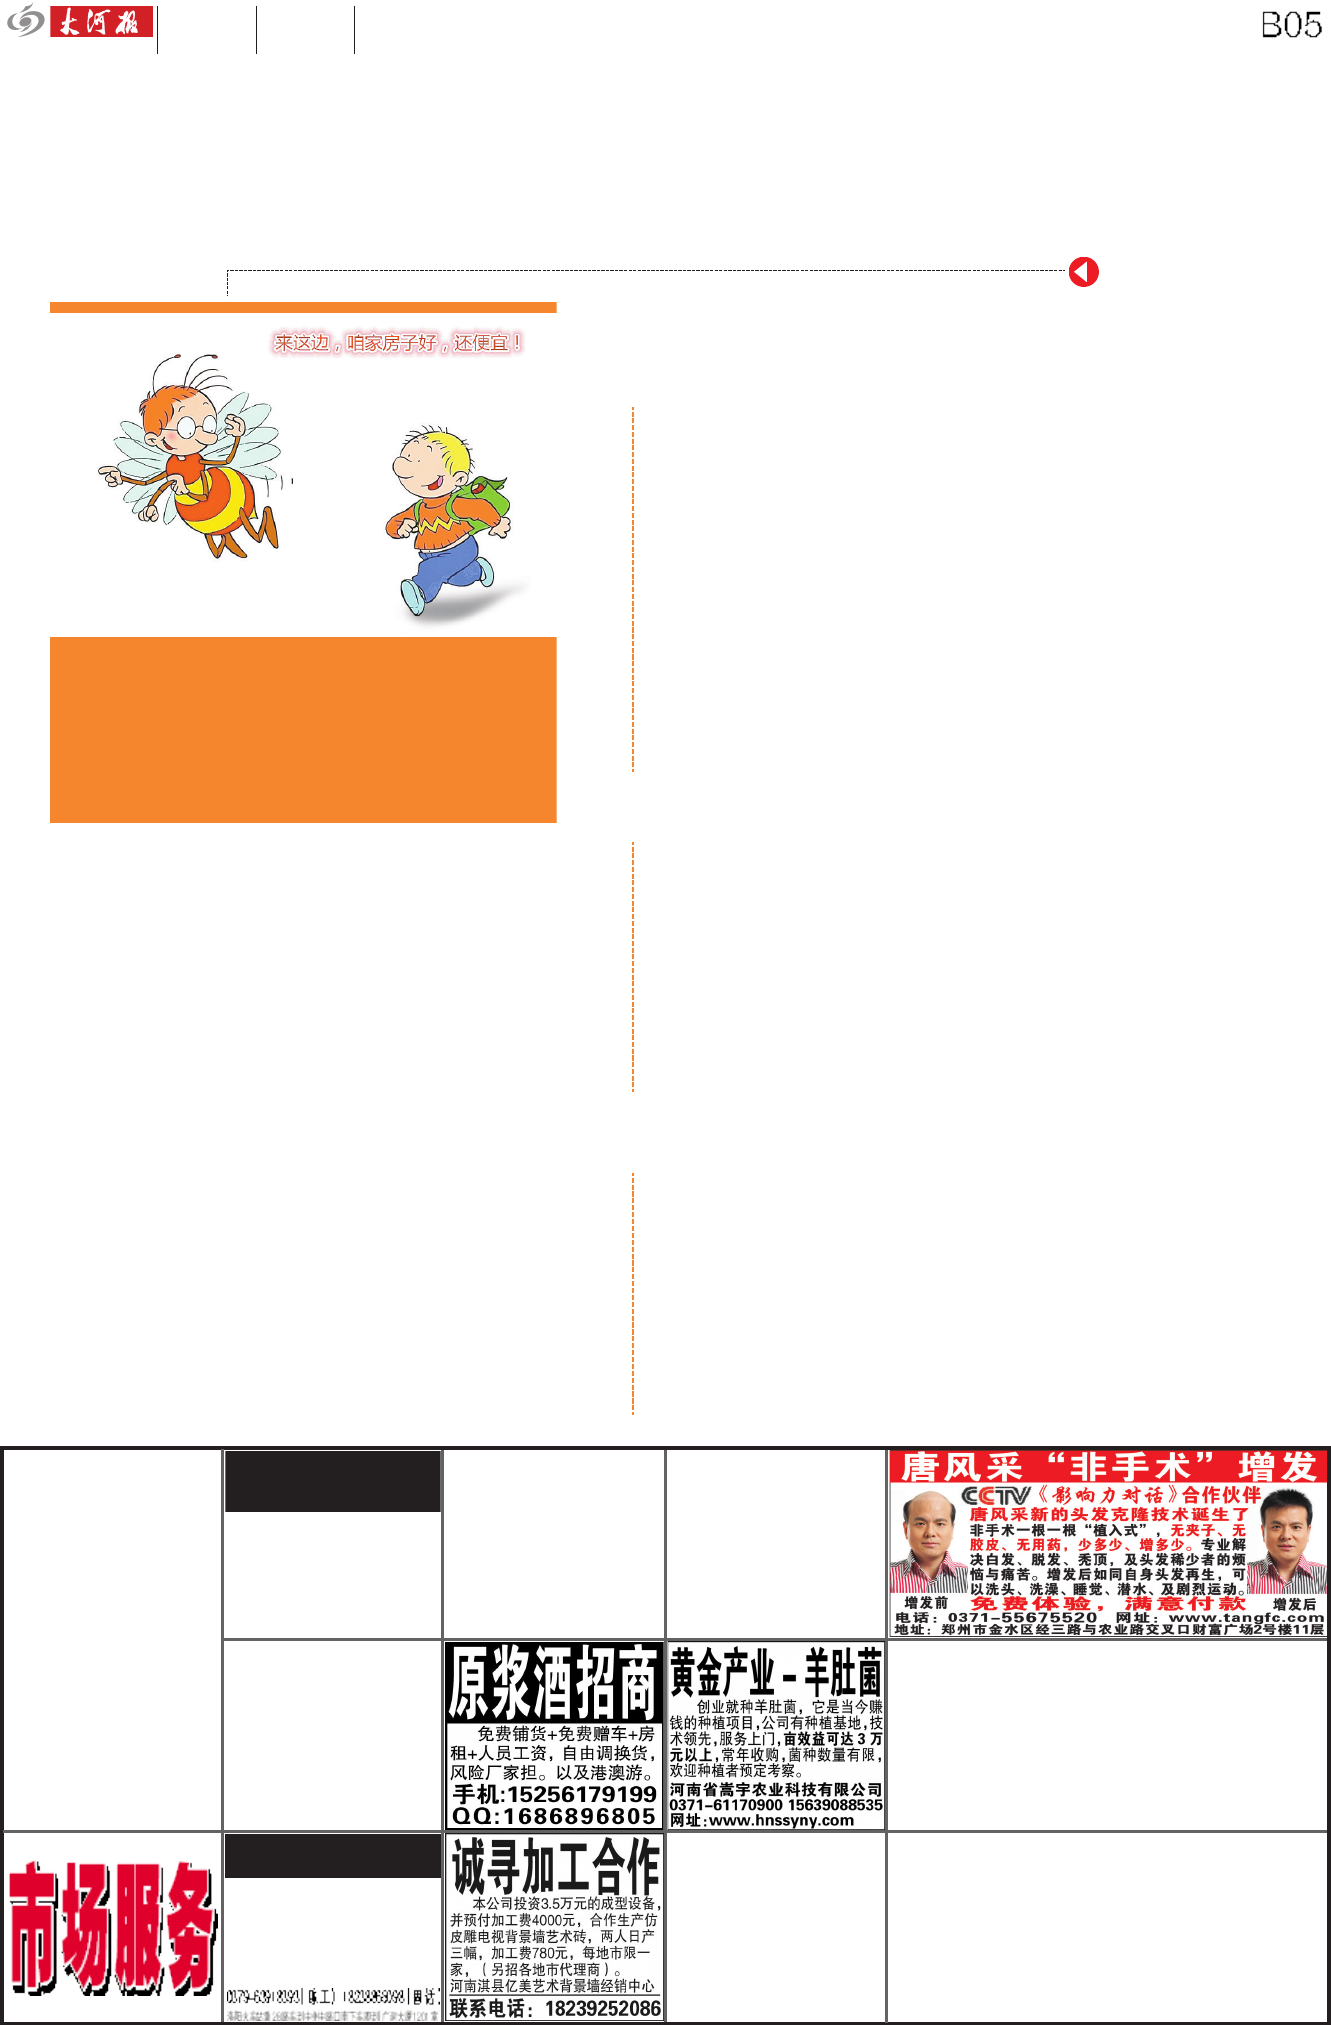 大河报
B05
来这边，咱家房子好，还便宜！
唐风采“非手术”增发
CCTV《影响力对话》合作伙伴
唐风采新的头发克隆技术诞生了
非手术一根一根“植入式”，无夹子、无
胶皮、无用药，少多少、增多少。专业解
决白发、脱发、秃顶，及头发稀少者的烦
恼与痛苦。增发后如同自身头发再生，可
以洗头、洗澡、睡觉、潜水、及剧烈运动。
增发前 免费体验，满意付款 增发后
电话：0371-55675520 网址：www.tangfc.com
地址：郑州市金水区经三路与农业路交叉口财富广场2号楼11层
原浆酒招商
免费铺货+免费赠车+房
租+人员工资，自由调换货，
风险厂家担。以及港澳游。
手机:15256179199
QQ:1686896805
黄金产业-羊肚菌
创业就种羊肚菌，它是当今赚
钱的种植项目,公司有种植基地,技
术领先,服务上门,亩效益可达3万
元以上,常年收购,菌种数量有限,
欢迎种植者预定考察。
河南省嵩宇农业科技有限公司
0371-61170900 15639088535
网址:www.hnssyny.com
市场服务
诚寻加工合作
本公司投资3.5万元的成型设备,
并预付加工费4000元，合作生产仿
皮雕电视背景墙艺术砖，两人日产
三幅，加工费780元，每地市限一
家，（另招各地市代理商）。
河南淇县亿美艺术背景墙经销中心
联系电话：18239252086